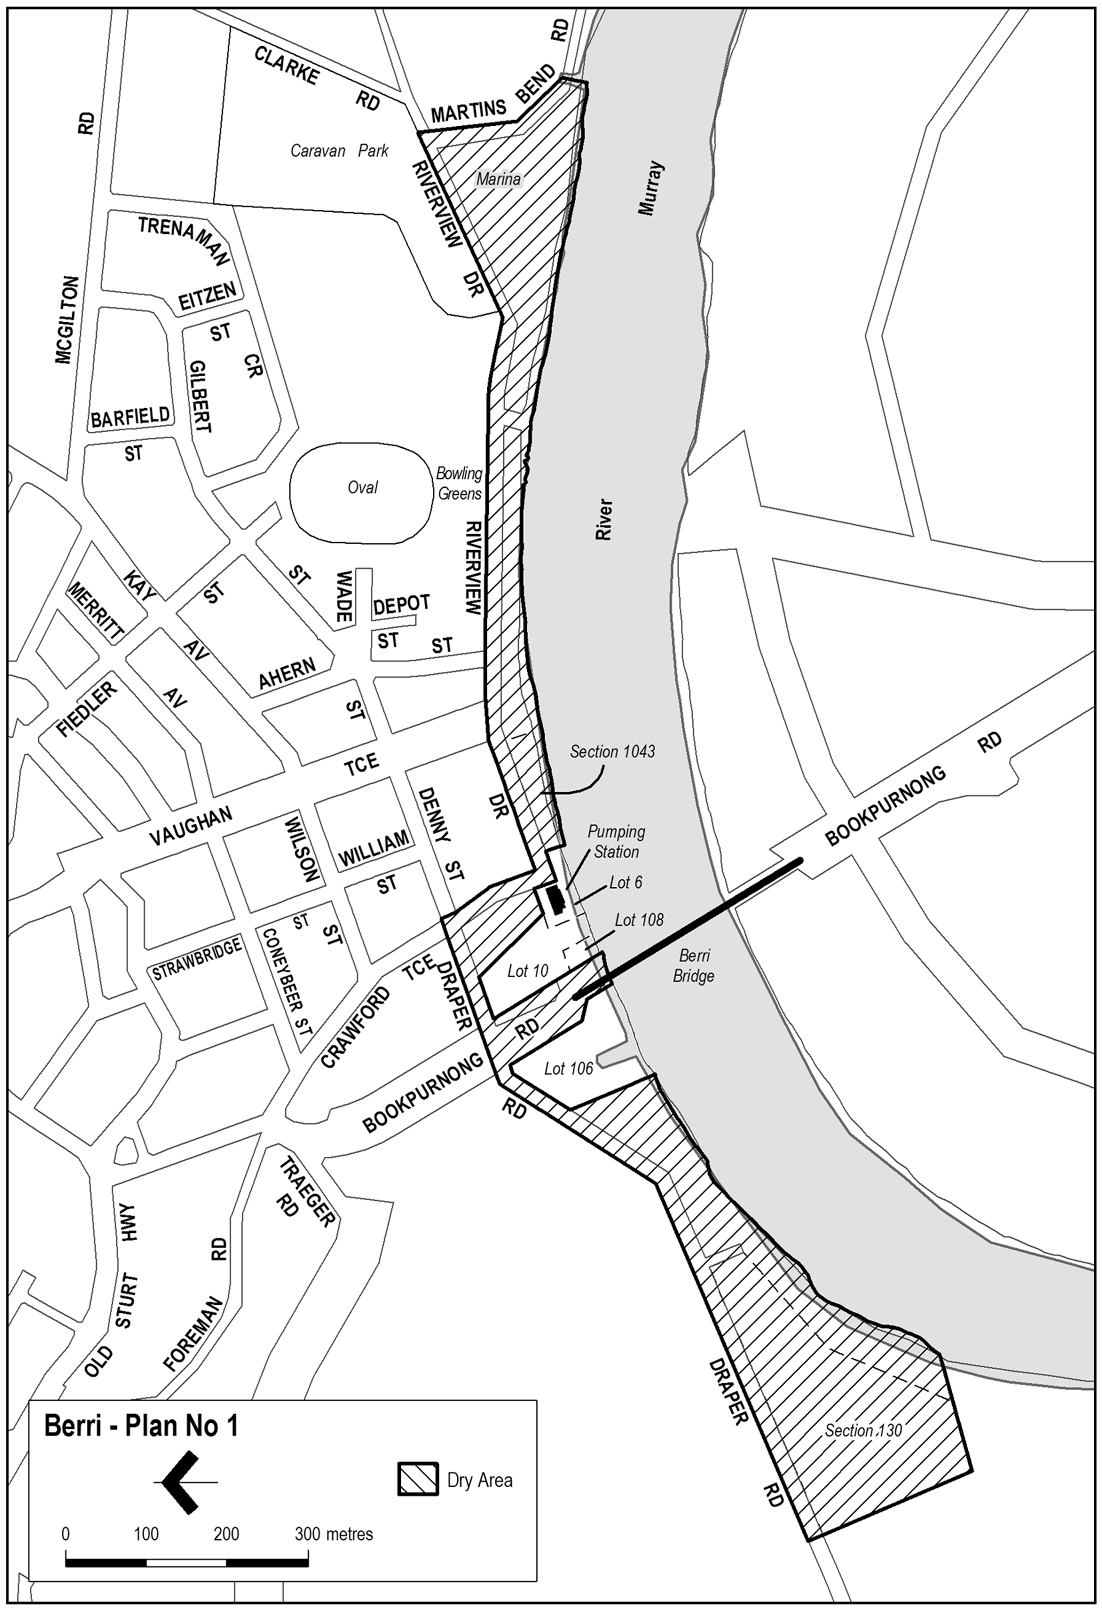 RD
CLARKE
RD
MARTINS
BEND
RD
Caravan Park
Marina
RIVERVIEW
DR
Murray
TRENAMAN
EITZEN
ST
CR
MCGILTON
GILBERT
BARFIELD
ST
Oval
Bowling
Greens
RIVERVIEW
River
KAY
MERRITT
ST
ST
WADE
DEPOT
ST
ST
AV
AHERN
FIEDLER
AV
ST
Section 1043
TCE
RD
DR
BOOKPURNONG
VAUGHAN
WILSON
DENNY
WILLIAM
ST
ST
Pumping
Station
Lot 6
Lot 108
ST
ST
STRAWBRIDGE
CONEYBEER ST
TCE
DRAPER
Lot 10
Berri
Bridge
CRAWFORD
RD
BOOKPURNONG
Lot 106
RD
TRAEGER
RD
HWY
STURT
OLD
RD
FOREMAN
DRAPER
RD
Section 130
Berri - Plan No 1
Dry Area
0 100 200 300 metres